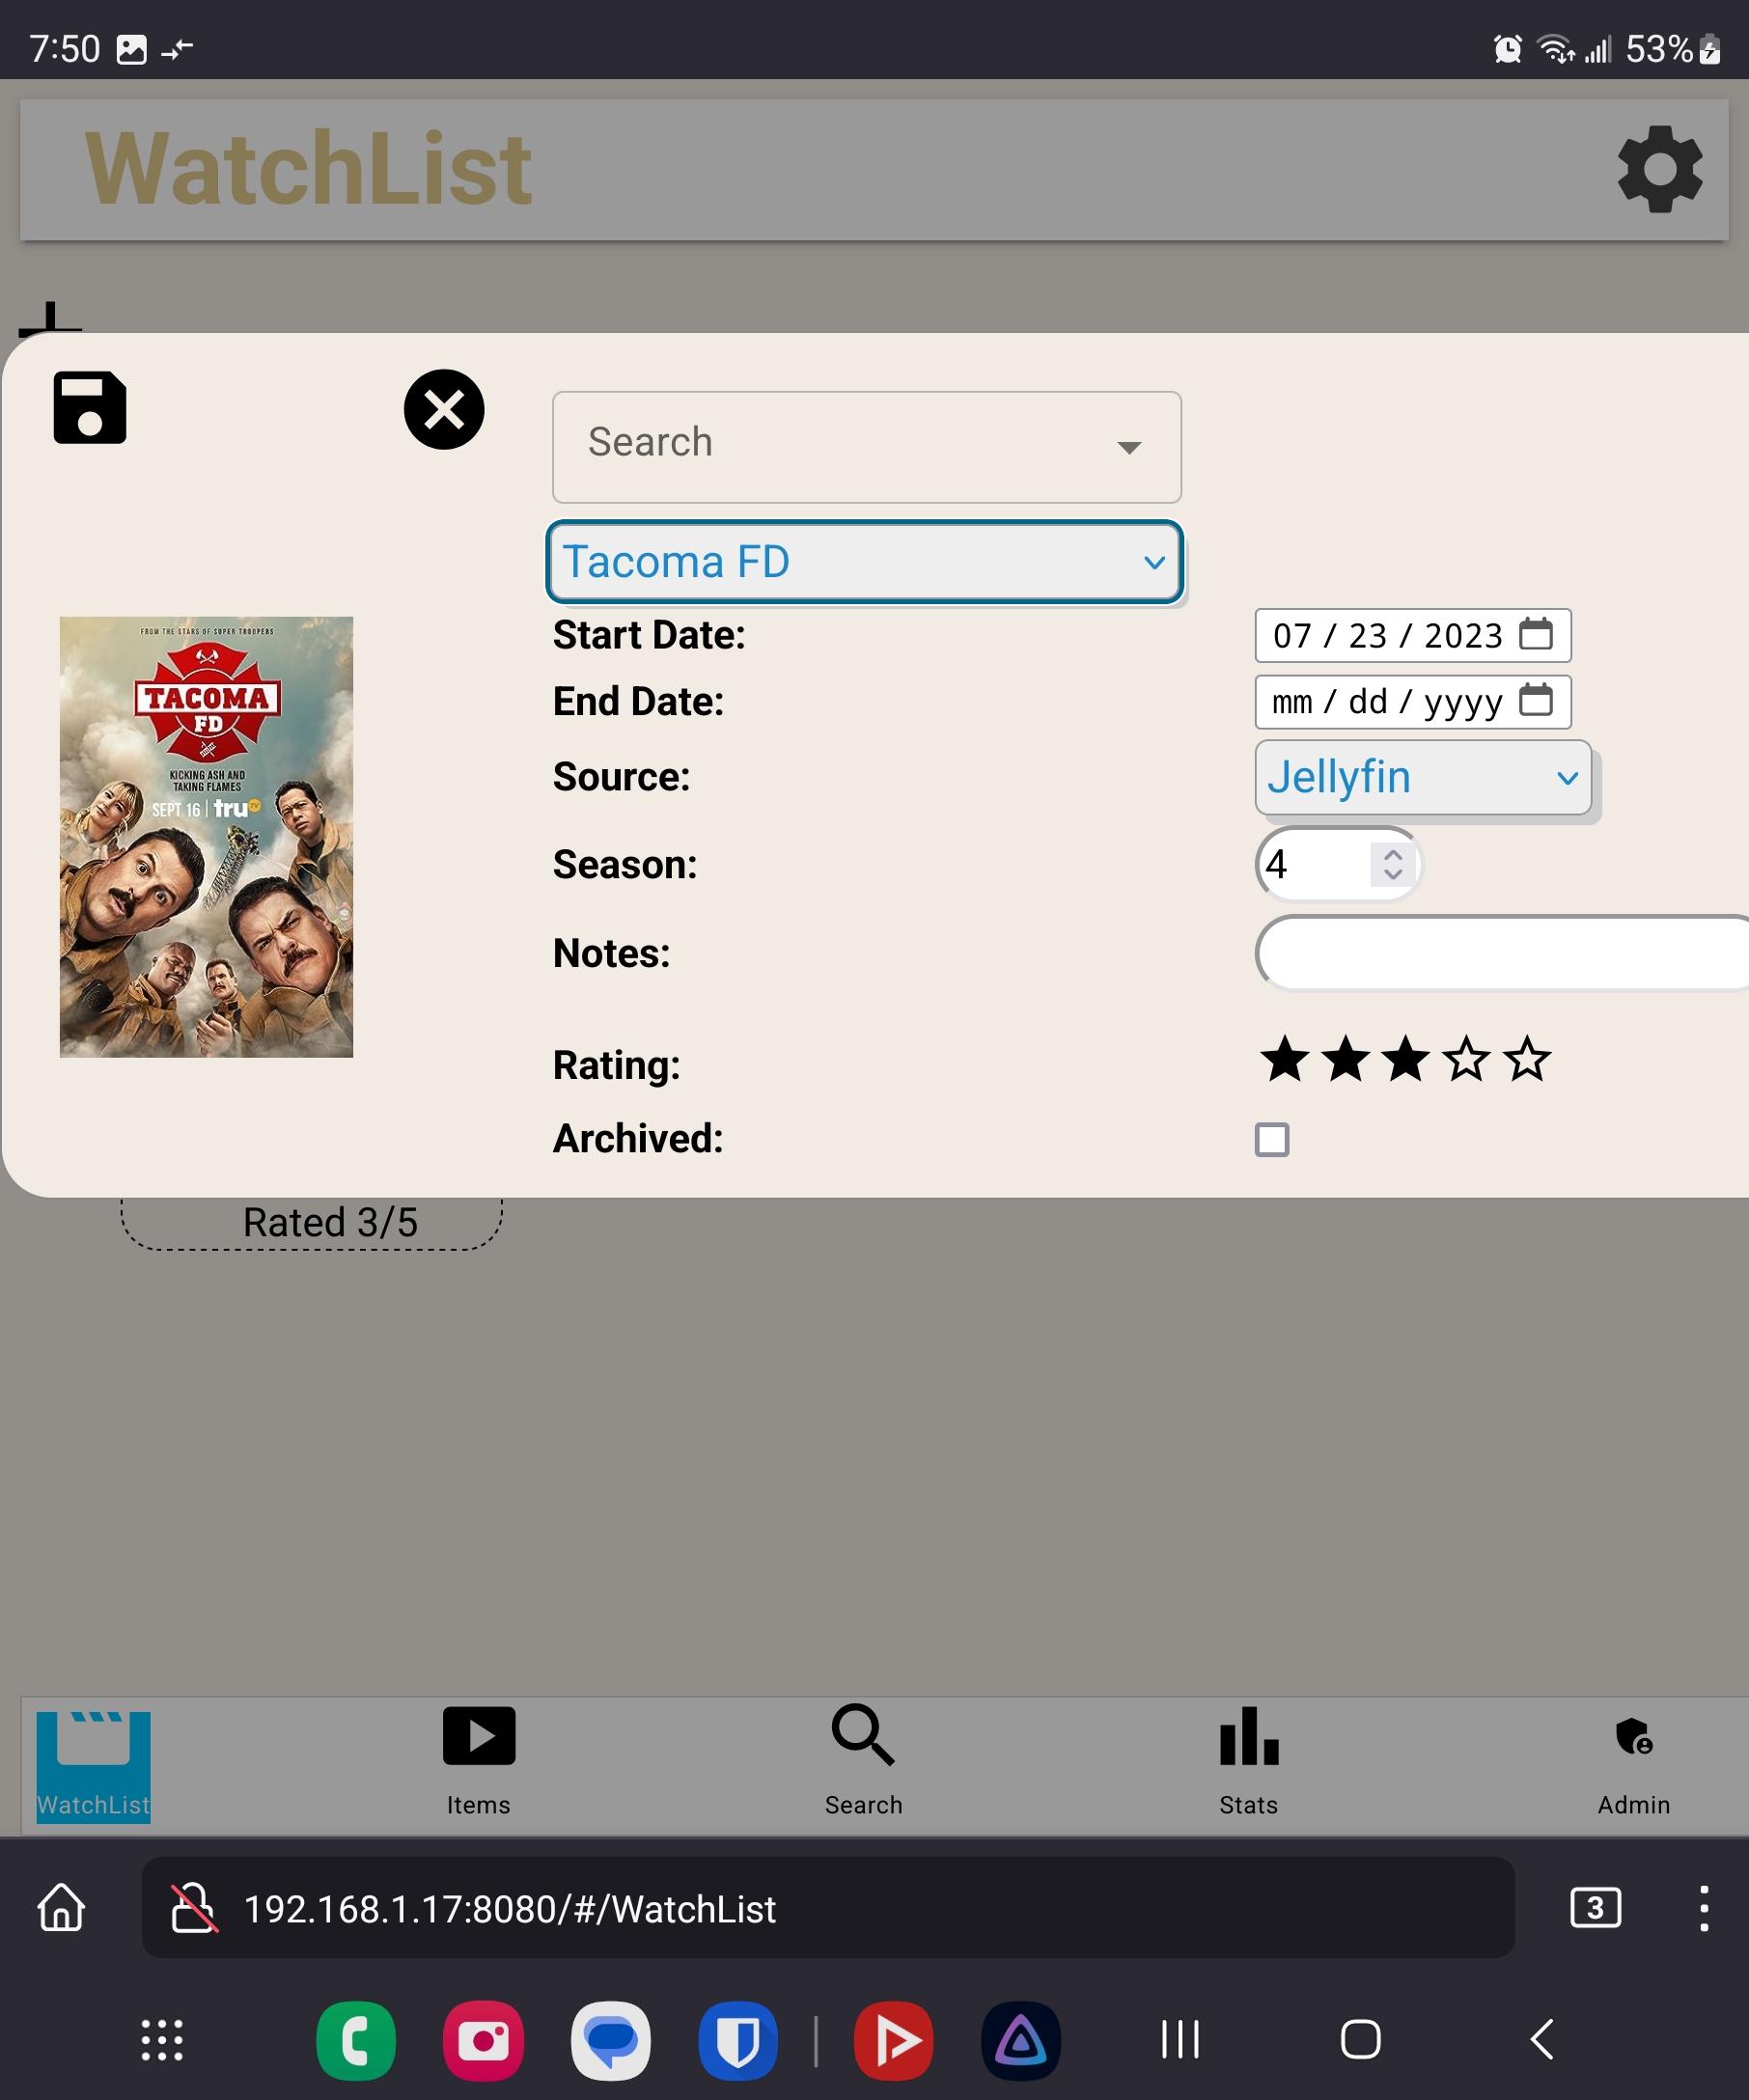 7:50
53%
WatchList
Search
Tacoma FD
FROM THE STARS OF SUPER TROOPERS
TACOMA
FD
KICKING ASH AND
TAKING FLAMES
SEPT 16 | tru TV
Start Date:
07 / 23 / 2023
End Date:
mm / dd / yyyy
Source:
Jellyfin
Season:
4
Notes:
Rating:
Archived:
Rated 3/5
WatchList
Items
Search
Stats
Admin
192.168.1.17:8080/#/WatchList
3